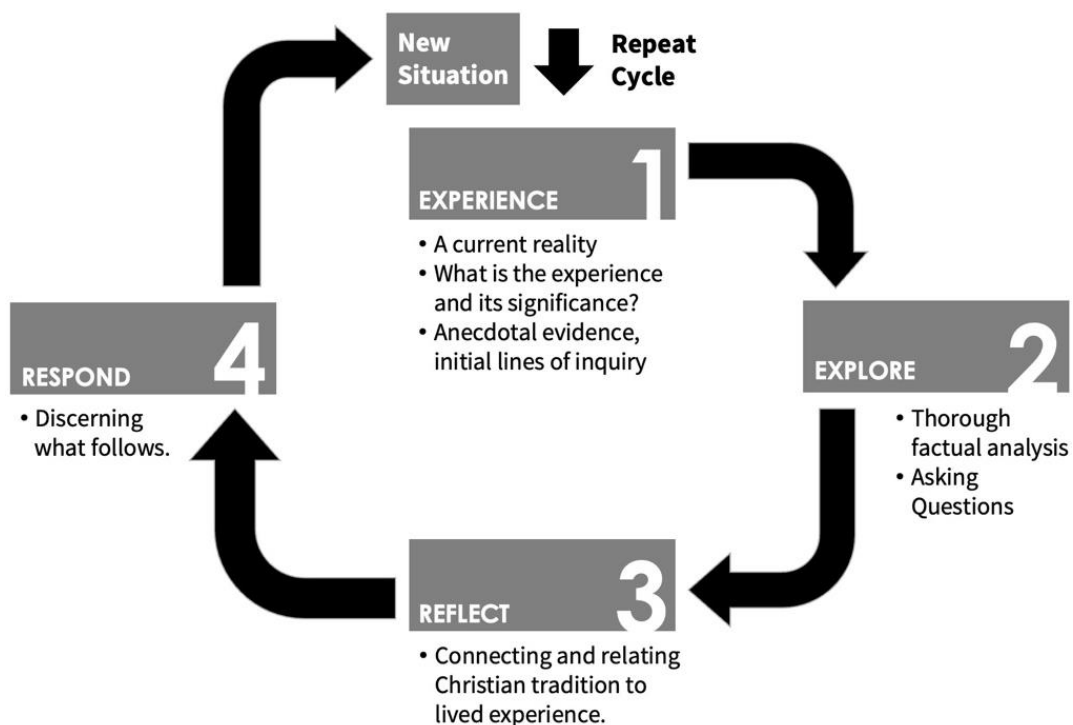 New
Situation
Repeat
Cycle
EXPERIENCE 1
• A current reality
• What is the experience
and its significance?
• Anecdotal evidence,
initial lines of inquiry
EXPLORE 2
• Thorough
factual analysis
• Asking
Questions
REFLECT 3
• Connecting and relating
Christian tradition to
lived experience.
RESPOND 4
• Discerning
what follows.